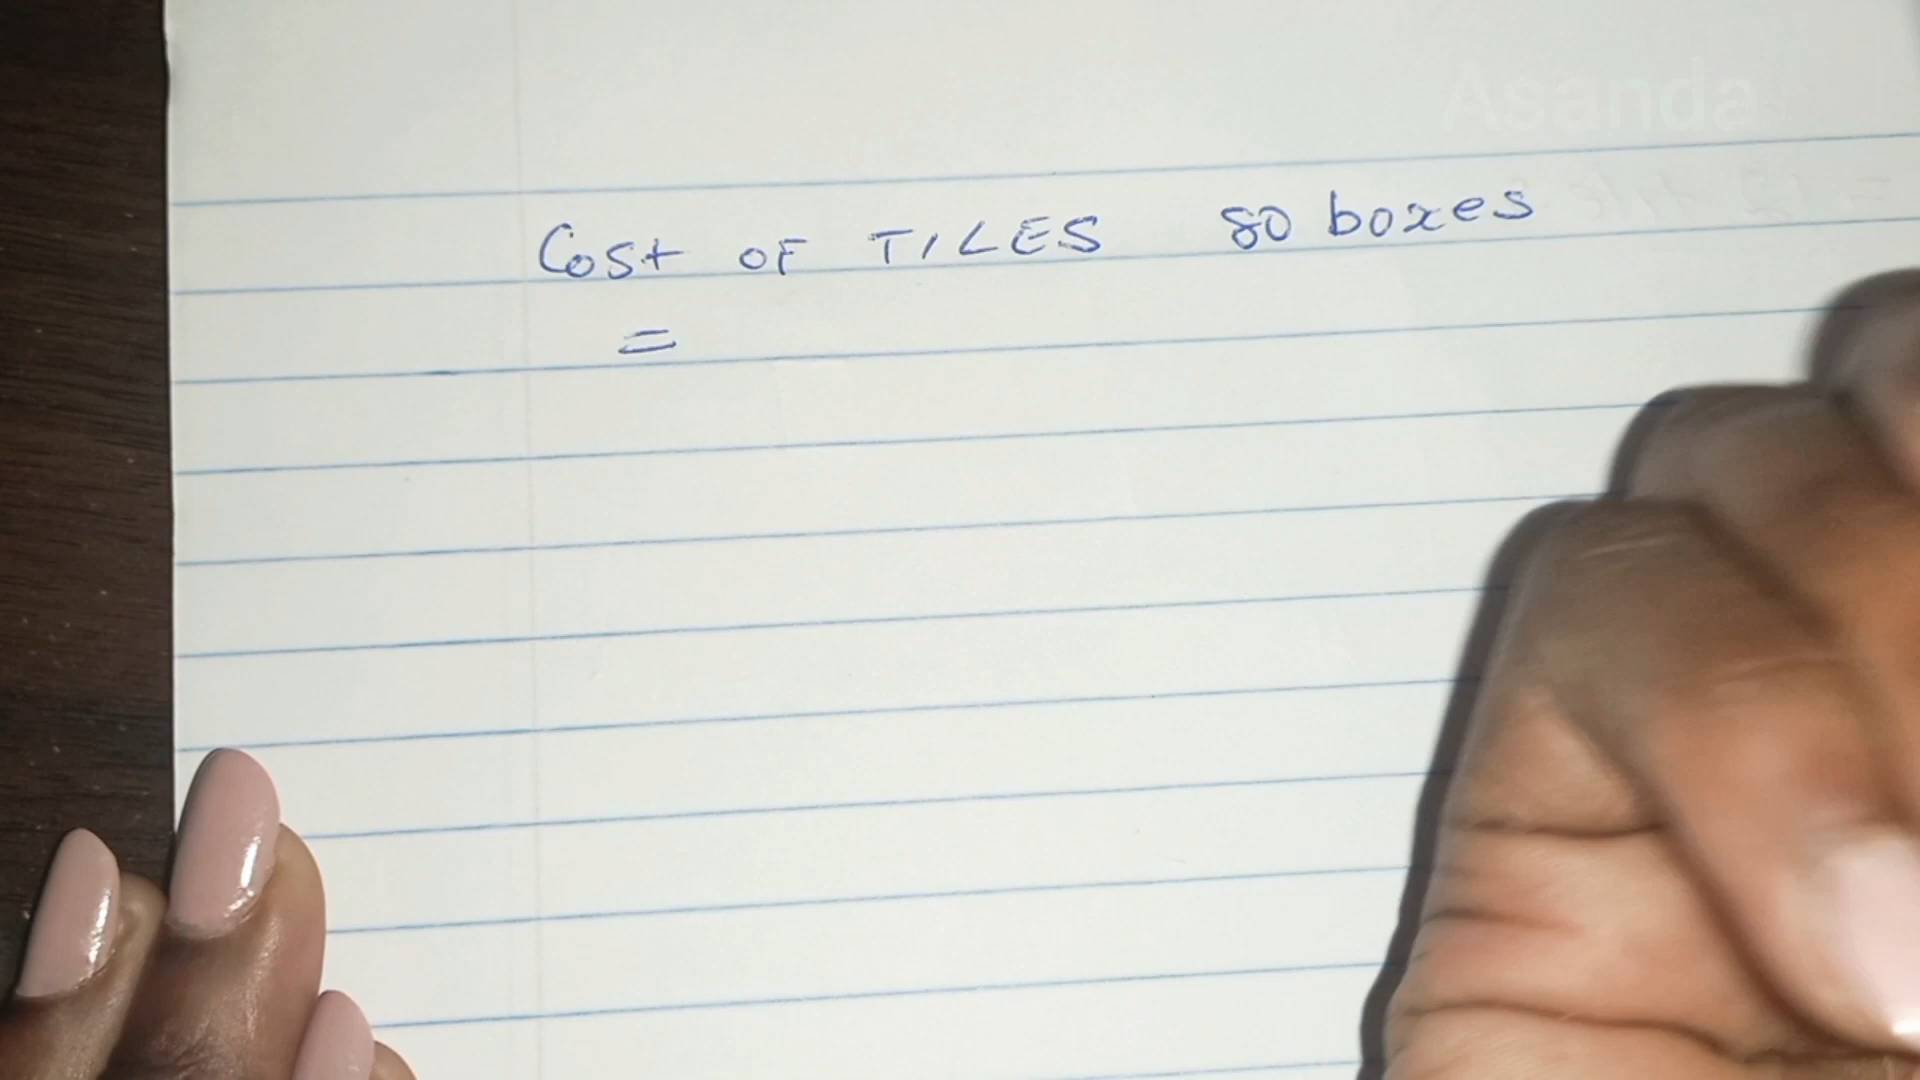 Asanda
Cost OF TILES 80 boxes
=